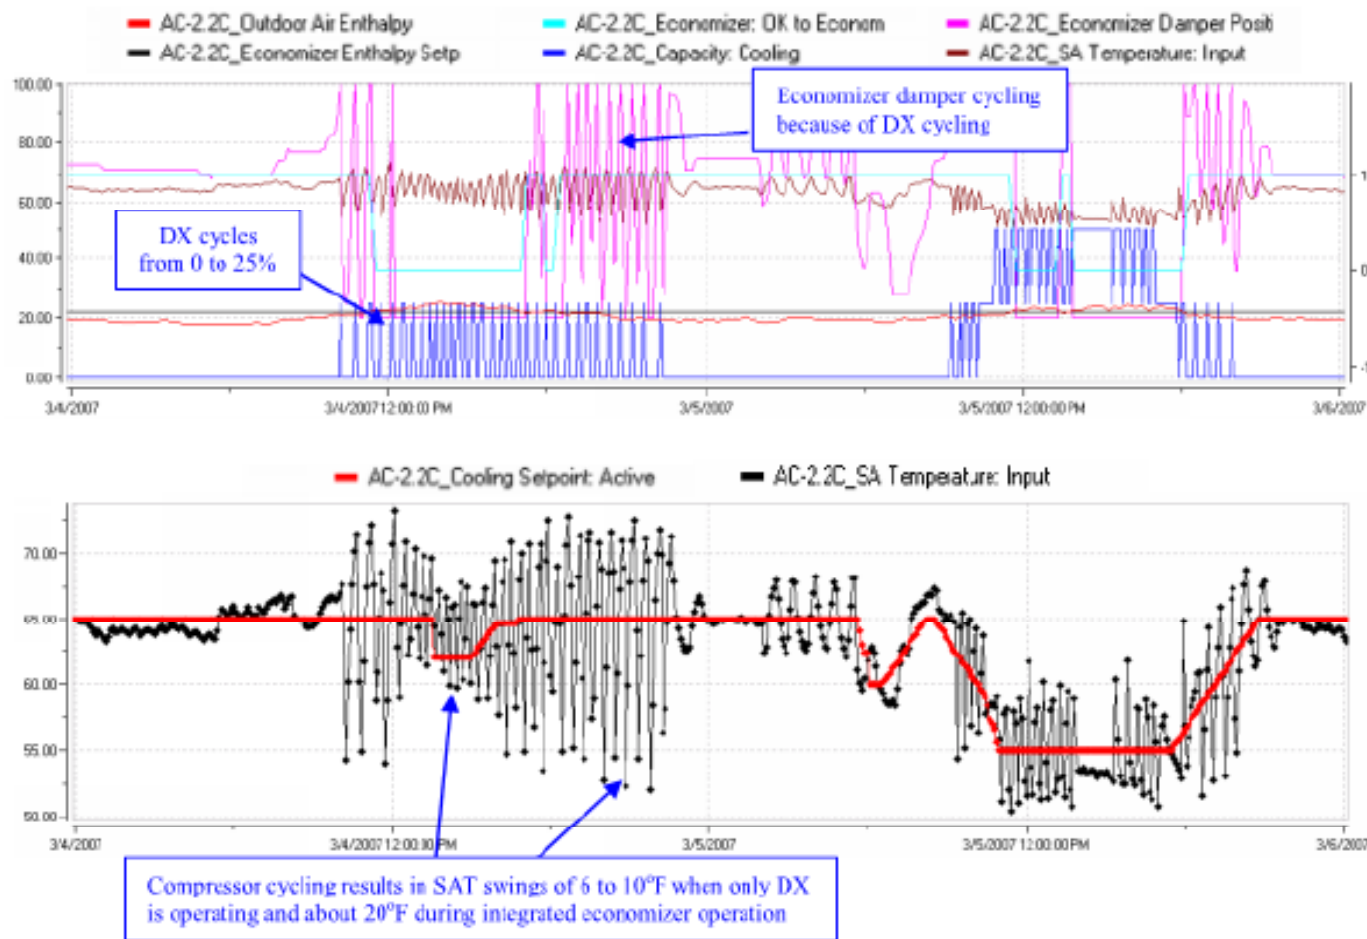 AC-2.2C_Outdoor Air Enthalpy AC-2.2C_Economizer: OK to Econom AC-2.2C_Economizer Damper Positi
AC-2.2C_Economizer Enthalpy Setp AC-2.2C_Capacity: Cooling AC-2.2C_SA Temperature: Input
100.00
80.00
60.00
40.00
20.00
0.00
1
0
-1
Economizer damper cycling
because of DX cycling
DX cycles
from 0 to 25%
3/4/2007 3/4/2007 12:00:00 PM 3/5/2007 3/5/2007 12:00:00 PM 3/6/2007
AC-2.2C_Cooling Setpoint: Active AC-2.2C_SA Temperature: Input
70.00
65.00
60.00
55.00
50.00
3/4/2007 3/4/2007 12:00:00 PM 3/5/2007 3/5/2007 12:00:00 PM 3/6/2007
Compressor cycling results in SAT swings of 6 to 10°F when only DX
is operating and about 20°F during integrated economizer operation